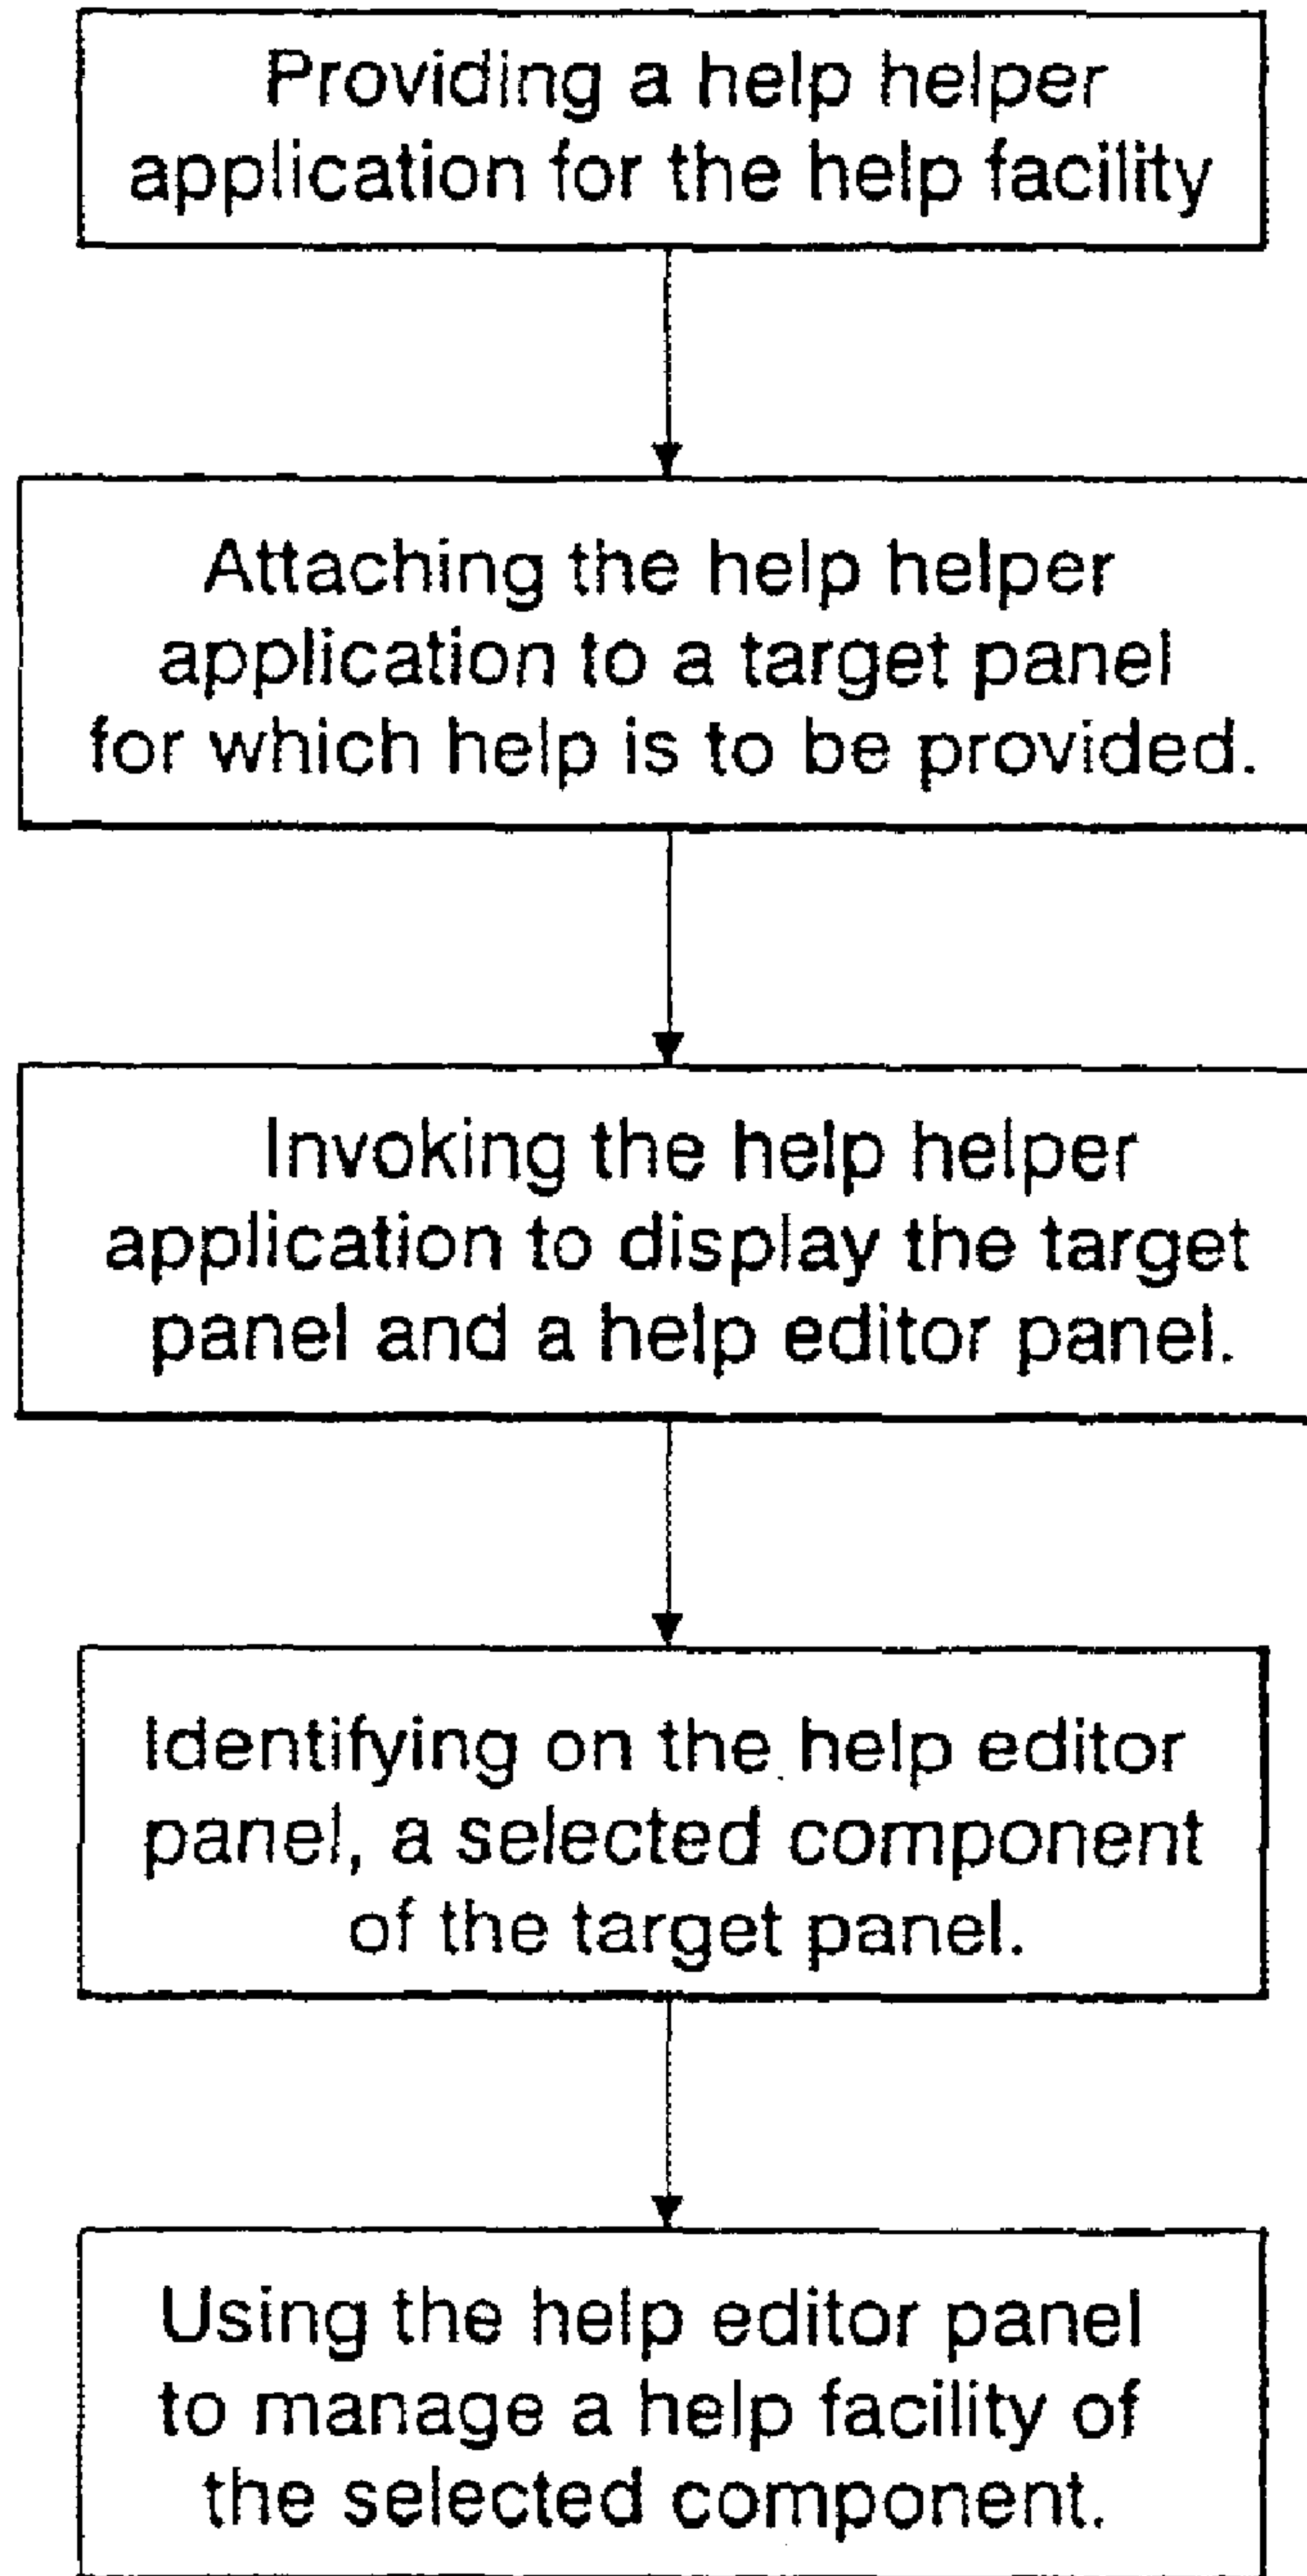 Providing a help helper
application for the help facility
Attaching the help helper
application to a target panel
for which help is to be provided.
Invoking the help helper
application to display the target
panel and a help editor panel.
Identifying on the help editor
panel, a selected component
of the target panel.
Using the help editor panel
to manage a help facility of
the selected component.